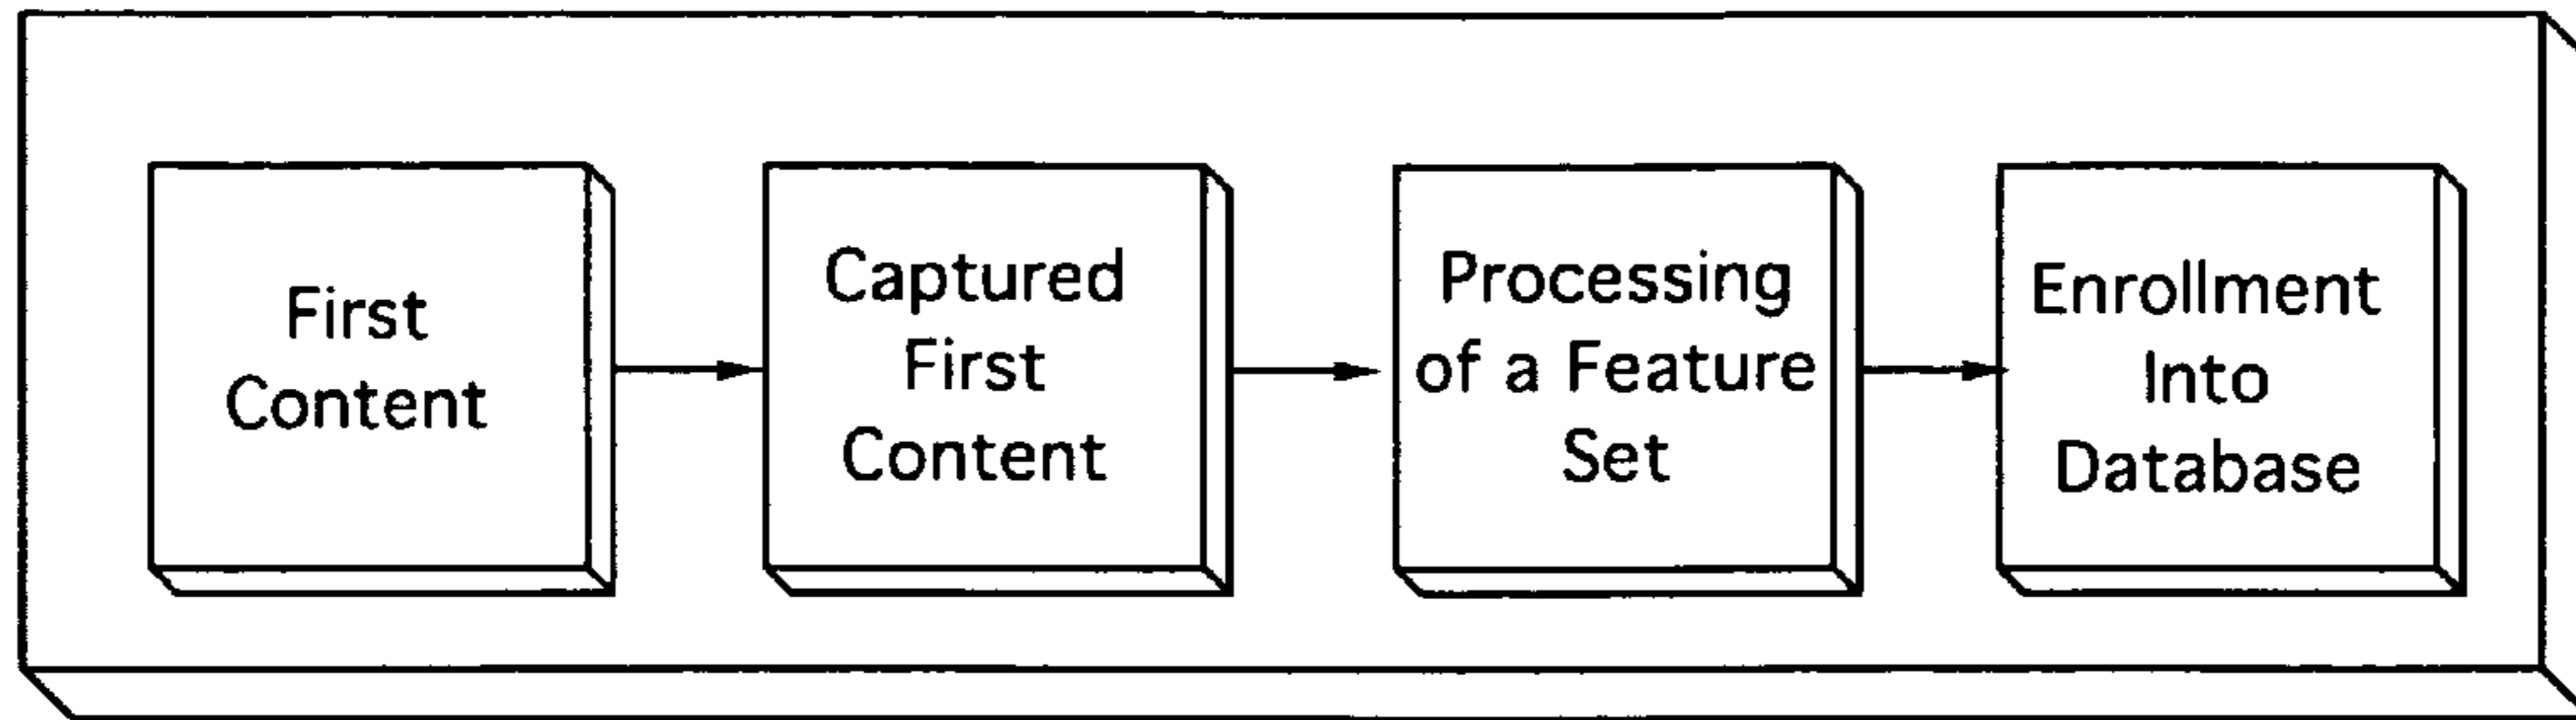 First
Content
Captured
First
Content
Processing
of a Feature
Set
Enrollment
Into
Database